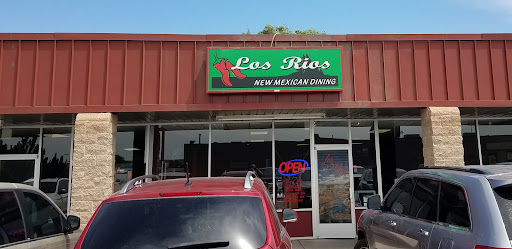 Los Rios
NEW MEXICAN DINING
OPEN